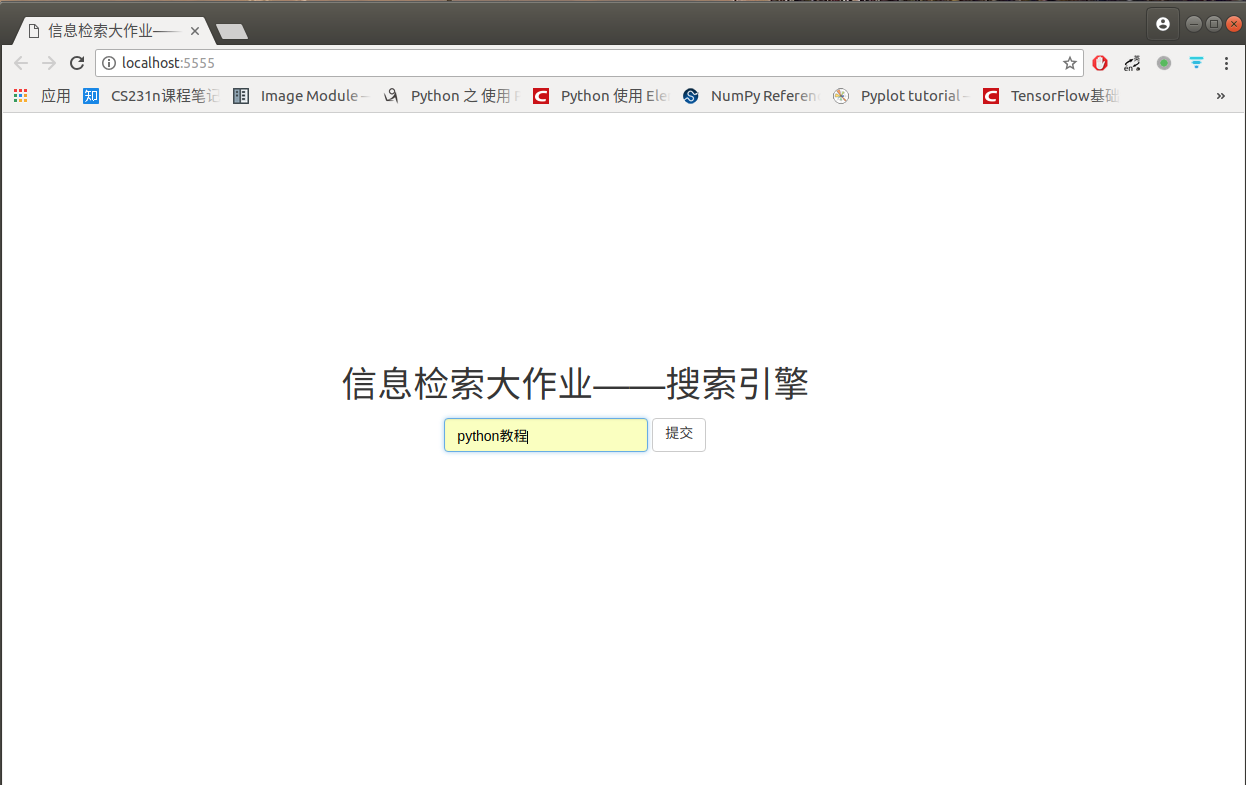 信息检索大作业——
localhost:5555
en 英
应用 知 CS231n课程笔记 Image Module – Python 之 使用 Python 使用 Ele NumPy Referen Pyplot tutorial – TensorFlow基础 »
信息检索大作业——搜索引擎
python教程 提交